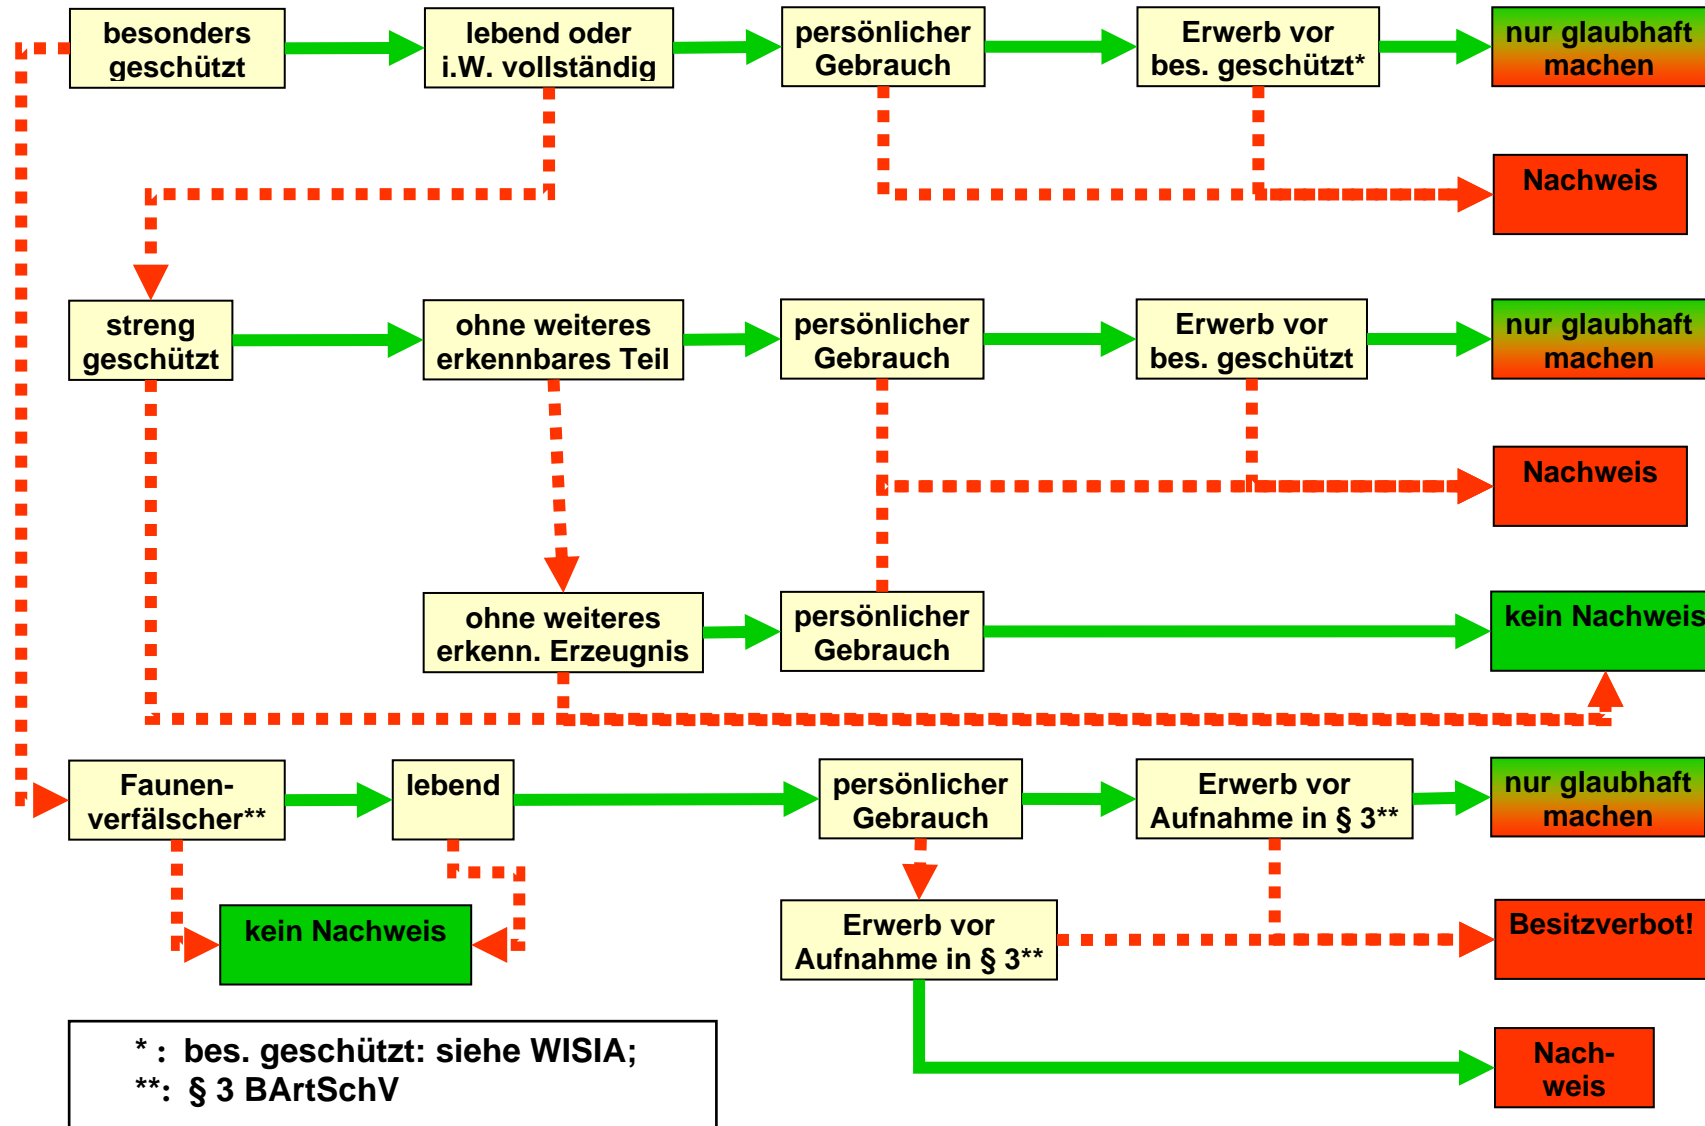 besonders
geschützt
lebend oder
i.W. vollständig
persönlicher
Gebrauch
Erwerb vor
bes. geschützt*
nur glaubhaft
machen
Nachweis
streng
geschützt
ohne weiteres
erkennbares Teil
persönlicher
Gebrauch
Erwerb vor
bes. geschützt
nur glaubhaft
machen
Nachweis
ohne weiteres
erkenn. Erzeugnis
persönlicher
Gebrauch
kein Nachweis
Faunen-
verfälscher**
lebend
persönlicher
Gebrauch
Erwerb vor
Aufnahme in § 3**
nur glaubhaft
machen
kein Nachweis
Erwerb vor
Aufnahme in § 3**
Besitzverbot!
Nach-
weis
* : bes. geschützt: siehe WISIA;
**: § 3 BArtSchV